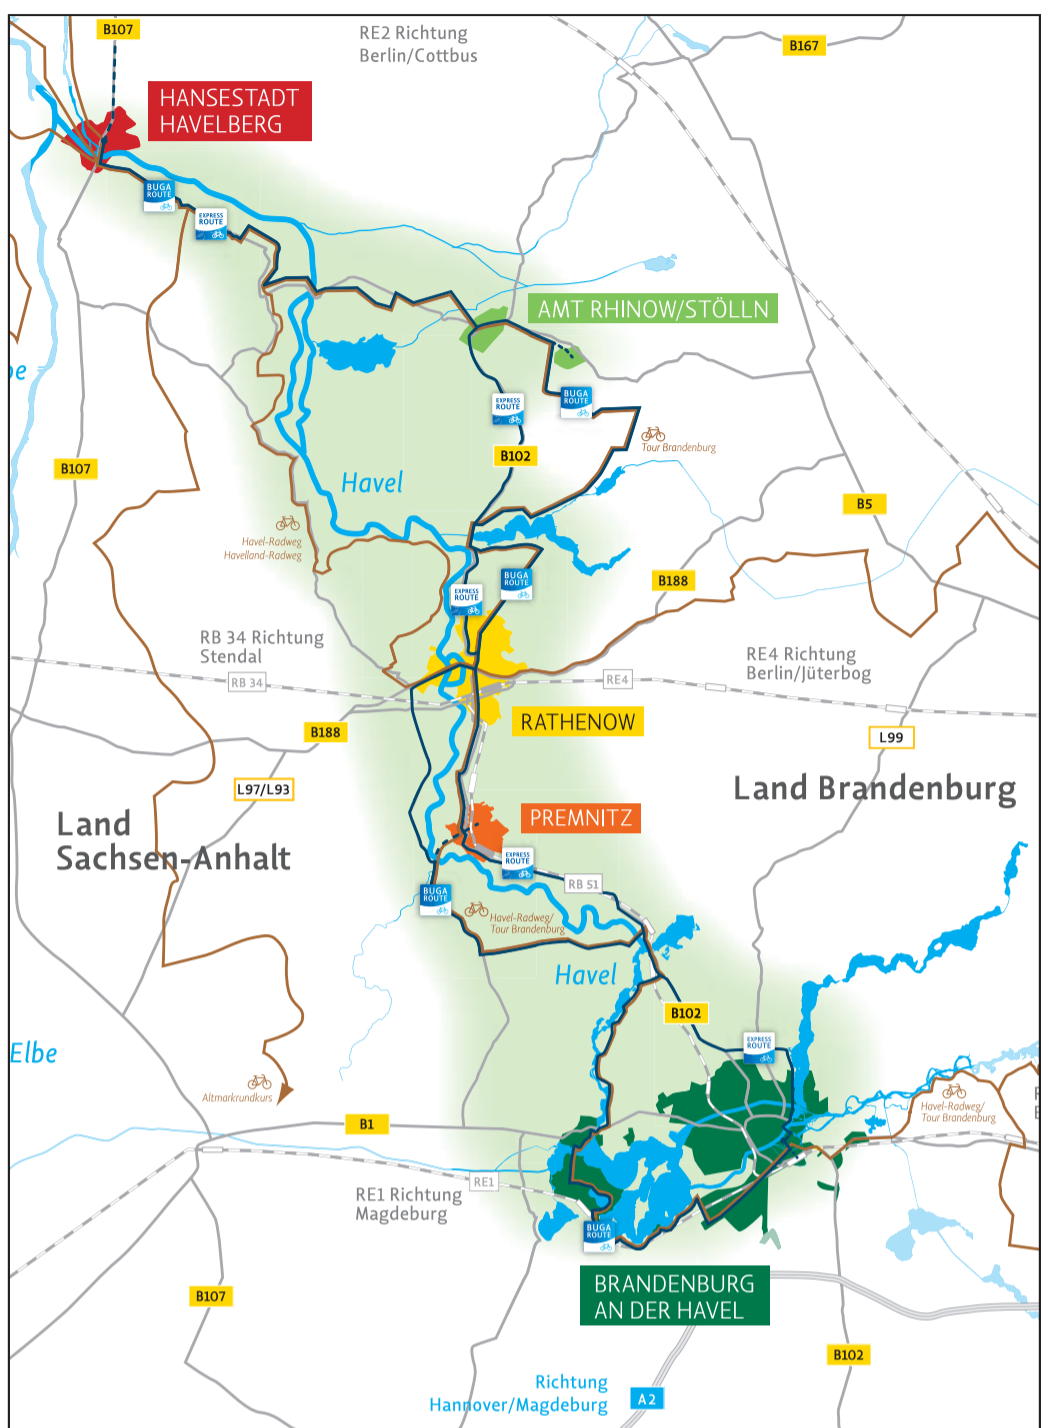 B107
RE2 Richtung
Berlin/Cottbus
B167
HANSESTADT
HAVELBERG
BUGA
ROUTE
EXPRESS
ROUTE
AMT RHINOW/STÖLLN
be
EXPRESS
ROUTE
BUGA
ROUTE
Tour Brandenburg
B102
B107
Havel
B5
Havel-Radweg
Havelland-Radweg
BUGA
ROUTE
B188
EXPRESS
ROUTE
RB 34 Richtung
Stendal
RE4 Richtung
Berlin/Jüterbog
RB 34
RE4
RATHENOW
B188
L99
L97/L93
Land Brandenburg
Land
Sachsen-Anhalt
PREMNITZ
EXPRESS
ROUTE
RB 51
BUGA
ROUTE
Havel-Radweg/
Tour Brandenburg
Havel
B102
EXPRESS
ROUTE
Elbe
Altmarkrundkurs
Havel-Radweg/
Tour Brandenburg
B1
RE1
RE1 Richtung
Magdeburg
BUGA
ROUTE
B107
BRANDENBURG
AN DER HAVEL
B102
Richtung
Hannover/Magdeburg
A 2